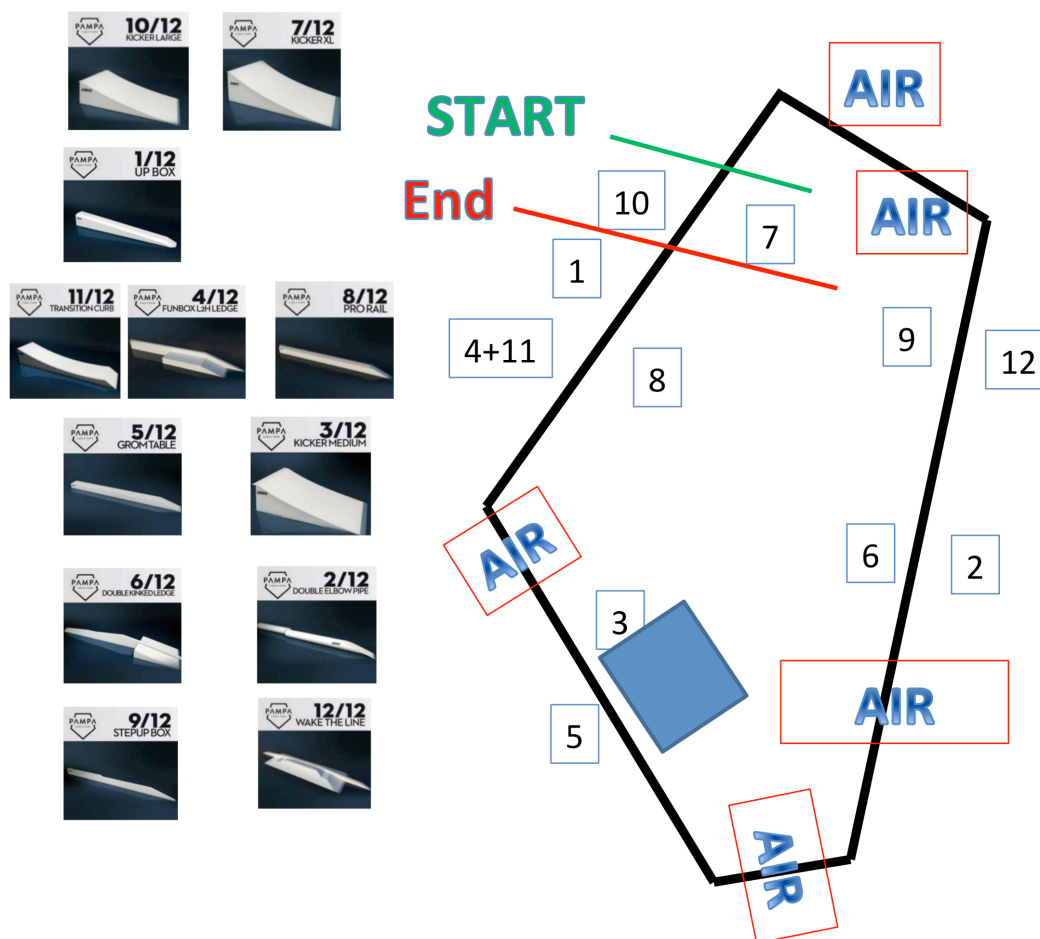 PAMPA
10/12
KICKER LARGE
PAMPA
7/12
KICKER XL
PAMPA
1/12
UP BOX
PAMPA
11/12
TRANSITION CURB
PAMPA
4/12
FUNBOX L2H LEDGE
PAMPA
8/12
PRO RAIL
PAMPA
5/12
GROM TABLE
PAMPA
3/12
KICKER MEDIUM
PAMPA
6/12
DOUBLE KINKED LEDGE
PAMPA
2/12
DOUBLE ELBOW PIPE
PAMPA
9/12
STEPUP BOX
PAMPA
12/12
WAKE THE LINE
AIR
START
End
10
7
AIR
1
9
4+11
8
12
AIR
6
2
3
5
AIR
AIR